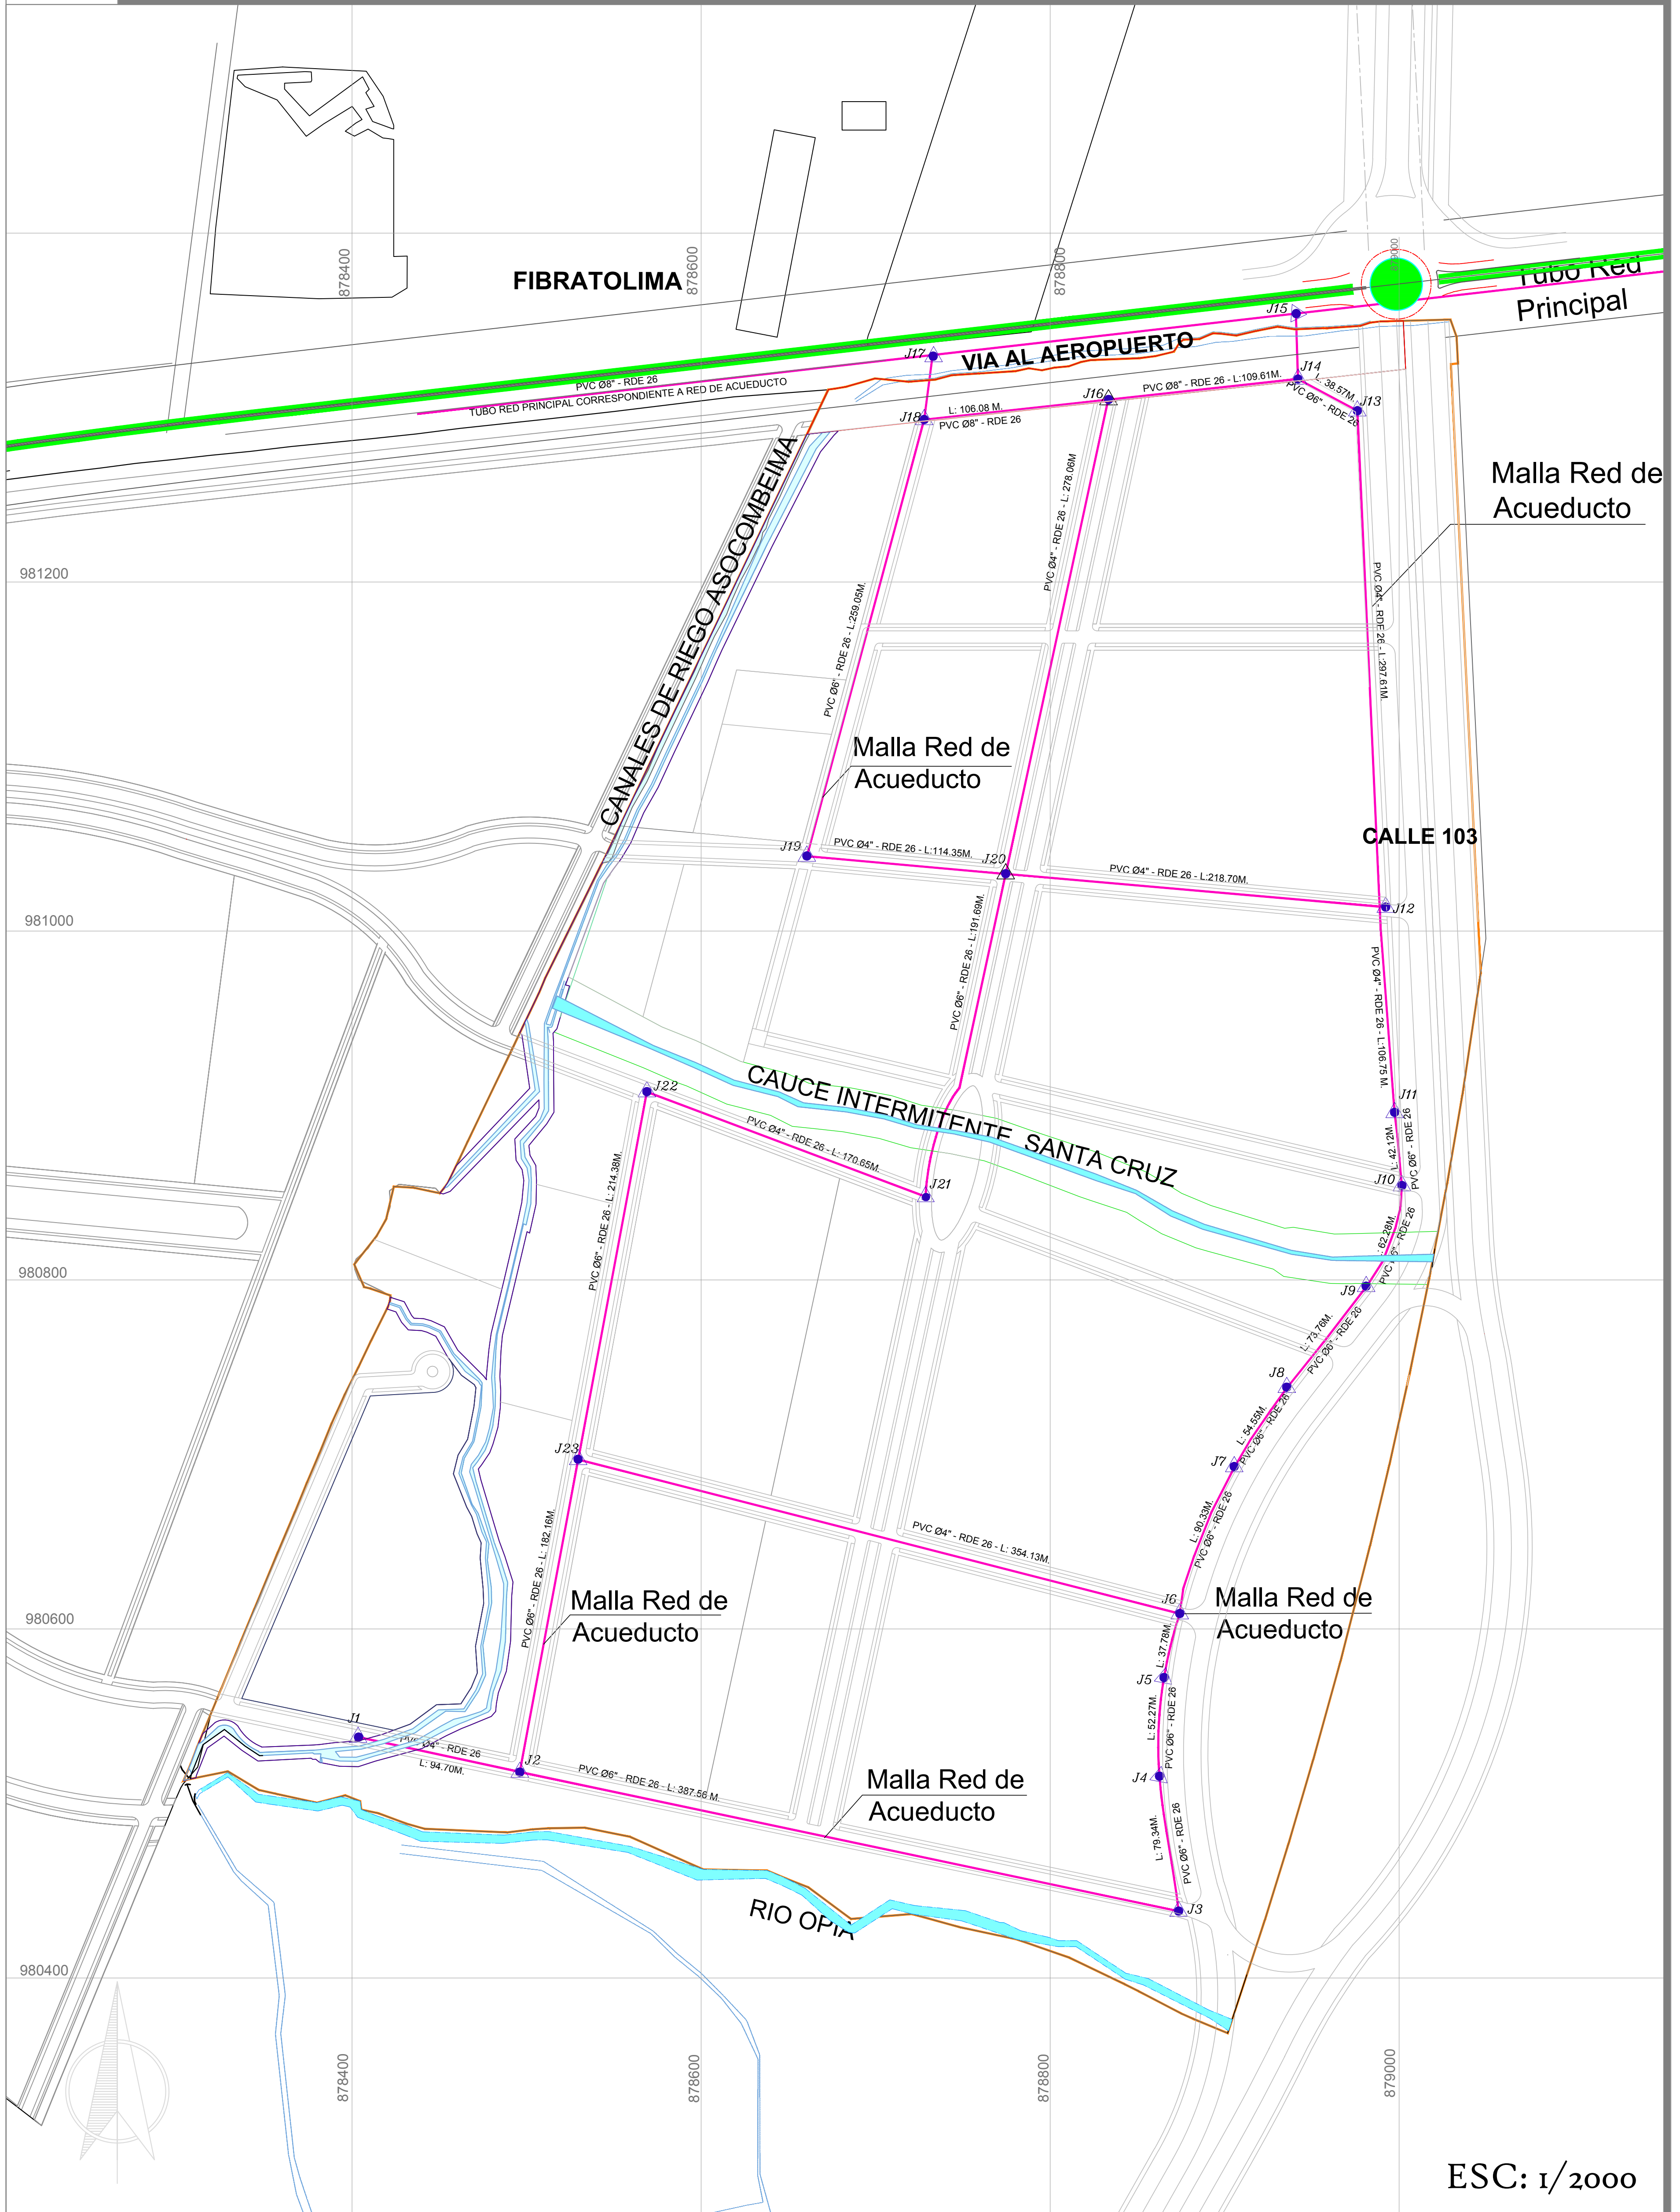 878400
878600
878800
879000
FIBRATOLIMA
Tubo Red
Principal
J15
J17
VIA AL AEROPUERTO
PVC Ø8" - RDE 26
TUBO RED PRINCIPAL CORRESPONDIENTE A RED DE ACUEDUCTO
J14
L: 38.57M.
PVC Ø6" - RDE 26
J13
PVC Ø8" - RDE 26 - L:109.61M.
J16
L: 106.08 M.
PVC Ø8" - RDE 26
J18
Malla Red de
Acueducto
CANALES DE RIEGO ASOCOMBEIMA
PVC Ø4" - RDE 26 - L: 278.06M
981200
PVC Ø6" - RDE 26 - L:259.05M.
PVC Ø4" - RDE 26 - L:297.61M.
Malla Red de
Acueducto
CALLE 103
J19
PVC Ø4" - RDE 26 - L:114.35M.
J20
PVC Ø4" - RDE 26 - L:218.70M.
J12
981000
PVC Ø6" - RDE 26 - L:191.69M.
PVC Ø4" - RDE 26 - L:106.75 M.
J22
CAUCE INTERMITENTE SANTA CRUZ
J11
L:42.12M.
PVC Ø6" - RDE 26
PVC Ø4" - RDE 26 - L: 170.65M.
J21
J10
PVC Ø6" - RDE 26 - L: 214.38M.
L: 62.28M.
PVC Ø6" - RDE 26
980800
J9
L: 73.76M.
PVC Ø6" - RDE 26
J8
L: 54.55M.
PVC Ø6" - RDE 26
J23
J7
L: 90.33M.
PVC Ø6" - RDE 26
PVC Ø4" - RDE 26 - L: 354.13M.
PVC Ø6" - RDE 26 - L: 182.16M.
Malla Red de
Acueducto
J6
Malla Red de
Acueducto
980600
L: 37.78M.
J5
L: 52.27M.
PVC Ø6" - RDE 26
J1
PVC Ø4" - RDE 26
L: 94.70M.
J2
PVC Ø6" - RDE 26 - L: 387.56 M.
Malla Red de
Acueducto
J4
L: 79.34M.
PVC Ø6" - RDE 26
J3
RIO OPIA
980400
878400
878600
878800
879000
ESC: 1/2000